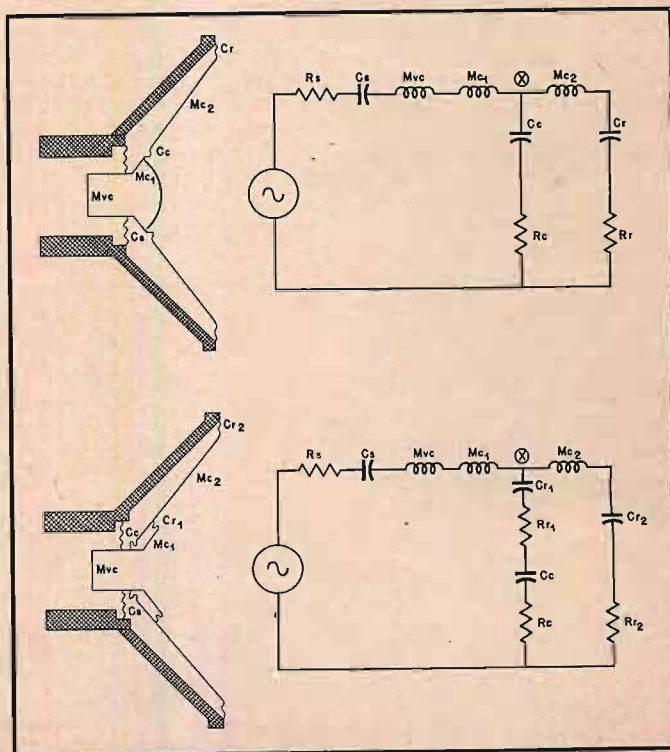 Cr
Mc2
Cc
Mc1
Mvc
Cs
Rs Cs Mvc Mc1 X Mc2
Cc Cr
Rc Rr
Cr2
Mc2
Cr1
Cc
Mc1
Mvc
Cs
Rs Cs Mvc Mc1 X Mc2
Cr1 Cr2
Rr1
Cc
Rc Rr2